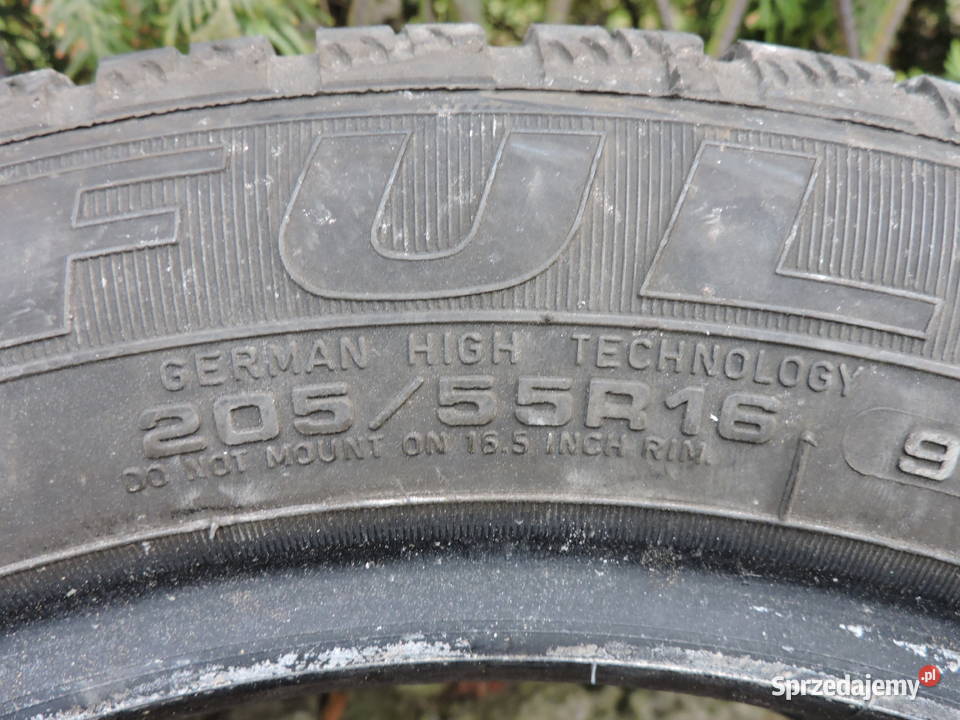 FUL
GERMAN HIGH TECHNOLOGY
205/55R16
9
DO NOT MOUNT ON 16.5 INCH RIM.
Sprzedajemy.pl